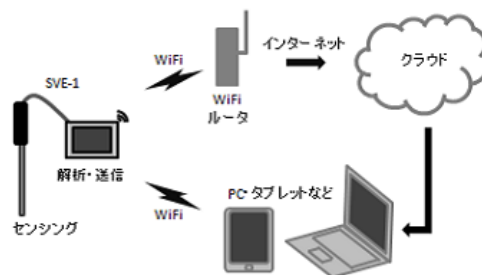 インターネット
WiFi
クラウド
SVE-1
WiFi
ルータ
解析・送信
PC・タブレットなど
WiFi
センシング